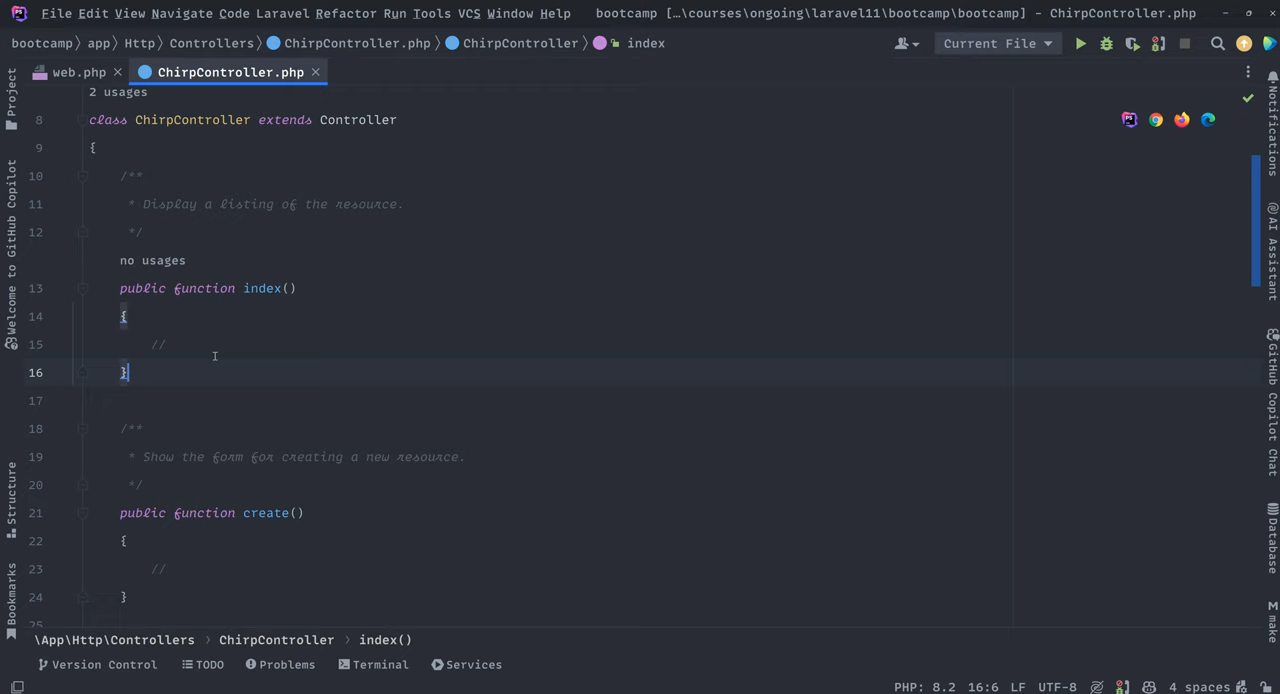 PS File Edit View Navigate Code Laravel Refactor Run Tools VCS Window Help bootcamp […\courses\ongoing\laravel11\bootcamp\bootcamp] - ChirpController.php
bootcamp 〉 app 〉 Http 〉 Controllers 〉 ChirpController.php 〉 ChirpController 〉 index
Current File
web.php
ChirpController.php
Project
Welcome to GitHub Copilot
Structure
Bookmarks
2 usages
8 class ChirpController extends Controller
9 {
10 /**
11 * Display a listing of the resource.
12 */
no usages
13 public function index()
14 {
15 //
16 }
17
18 /**
19 * Show the form for creating a new resource.
20 */
21 public function create()
22 {
23 //
24 }
25
PS
Notifications
AI Assistant
GitHub Copilot Chat
Database
M make
\App\Http\Controllers › ChirpController › index()
Version Control TODO Problems Terminal Services
PHP: 8.2 16:6 LF UTF-8 4 spaces